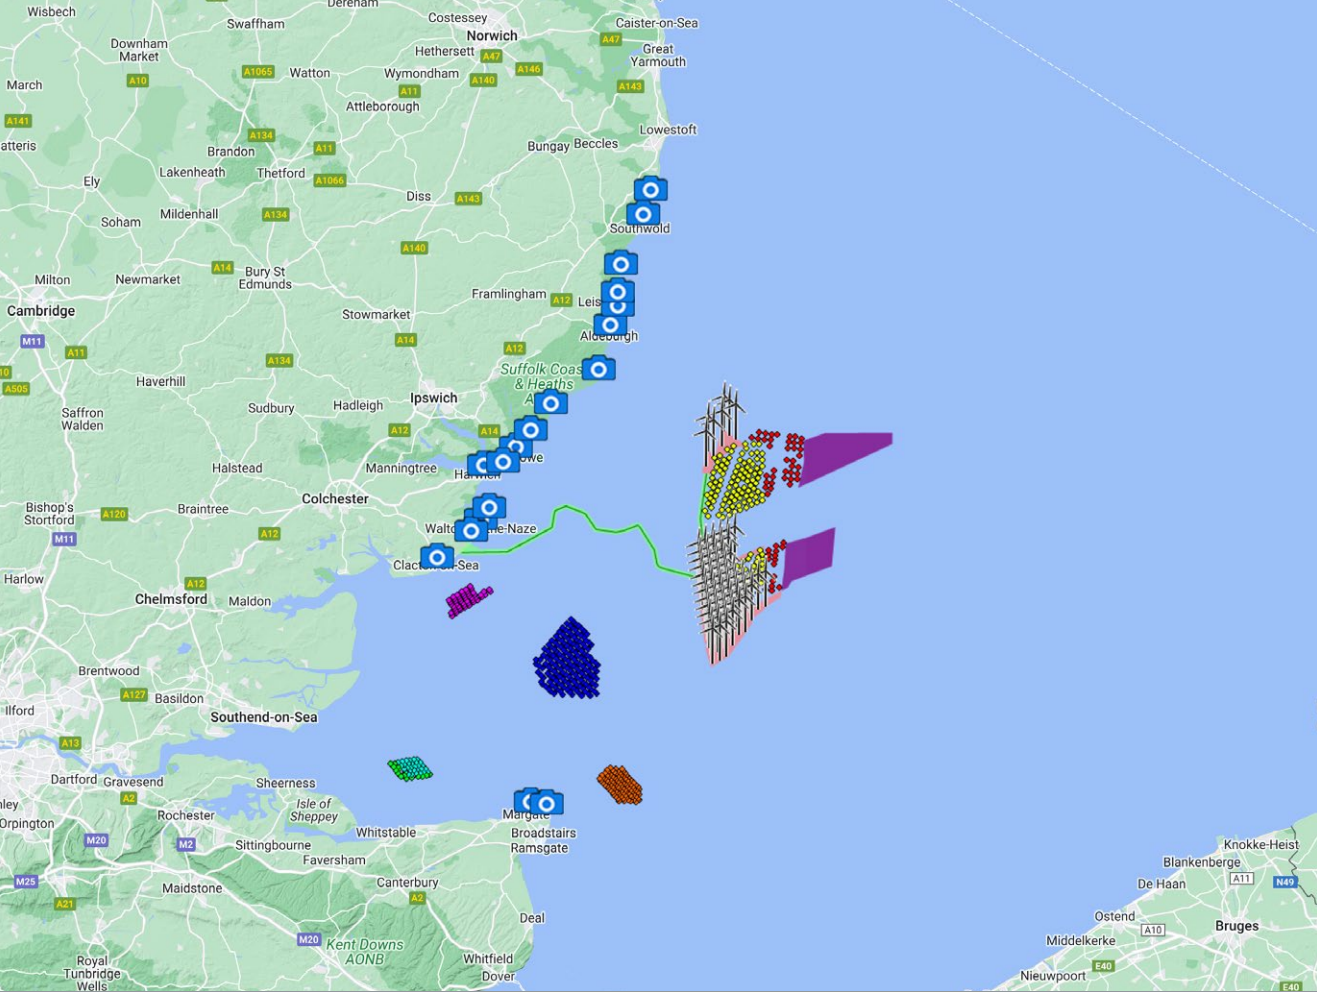 Wisbech
Swaffham
Dereham
Costessey
Caister-on-Sea
Norwich
A47
Downham
Market
Hethersett
A47
Great
Yarmouth
A1065
Watton
Wymondham
A146
March
A10
A140
A143
A11
Attleborough
A141
Lowestoft
A134
atteris
Brandon
A11
Bungay
Beccles
Lakenheath
Thetford
A1066
Ely
Diss
A143
Mildenhall
A134
Soham
Southwold
A140
A14
Milton
Newmarket
Bury St
Edmunds
Framlingham
A12
Leis
Cambridge
Stowmarket
M11
A14
Aldeburgh
A11
A134
A12
10
Suffolk Coas
& Heaths
A
A505
Haverhill
Ipswich
Saffron
Walden
Sudbury
Hadleigh
A12
A14
owe
Halstead
Manningtree
Harwich
Colchester
Bishop's
Stortford
A120
Braintree
Walto
he-Naze
A12
M11
Clacton-on-Sea
Harlow
A12
Chelmsford
Maldon
Brentwood
A127
Basildon
Ilford
Southend-on-Sea
A13
Dartford
Gravesend
Sheerness
A2
nley
Isle of
Sheppey
Orpington
Rochester
Margate
Whitstable
Broadstairs
Ramsgate
M20
M2
Sittingbourne
Faversham
Knokke-Heist
Blankenberge
M25
Maidstone
Canterbury
De Haan
A11
N49
A2
A21
Deal
Ostend
A10
Bruges
M20
Kent Downs
AONB
Middelkerke
Royal
Tunbridge
Wells
Whitfield
E40
Dover
Nieuwpoort
E40